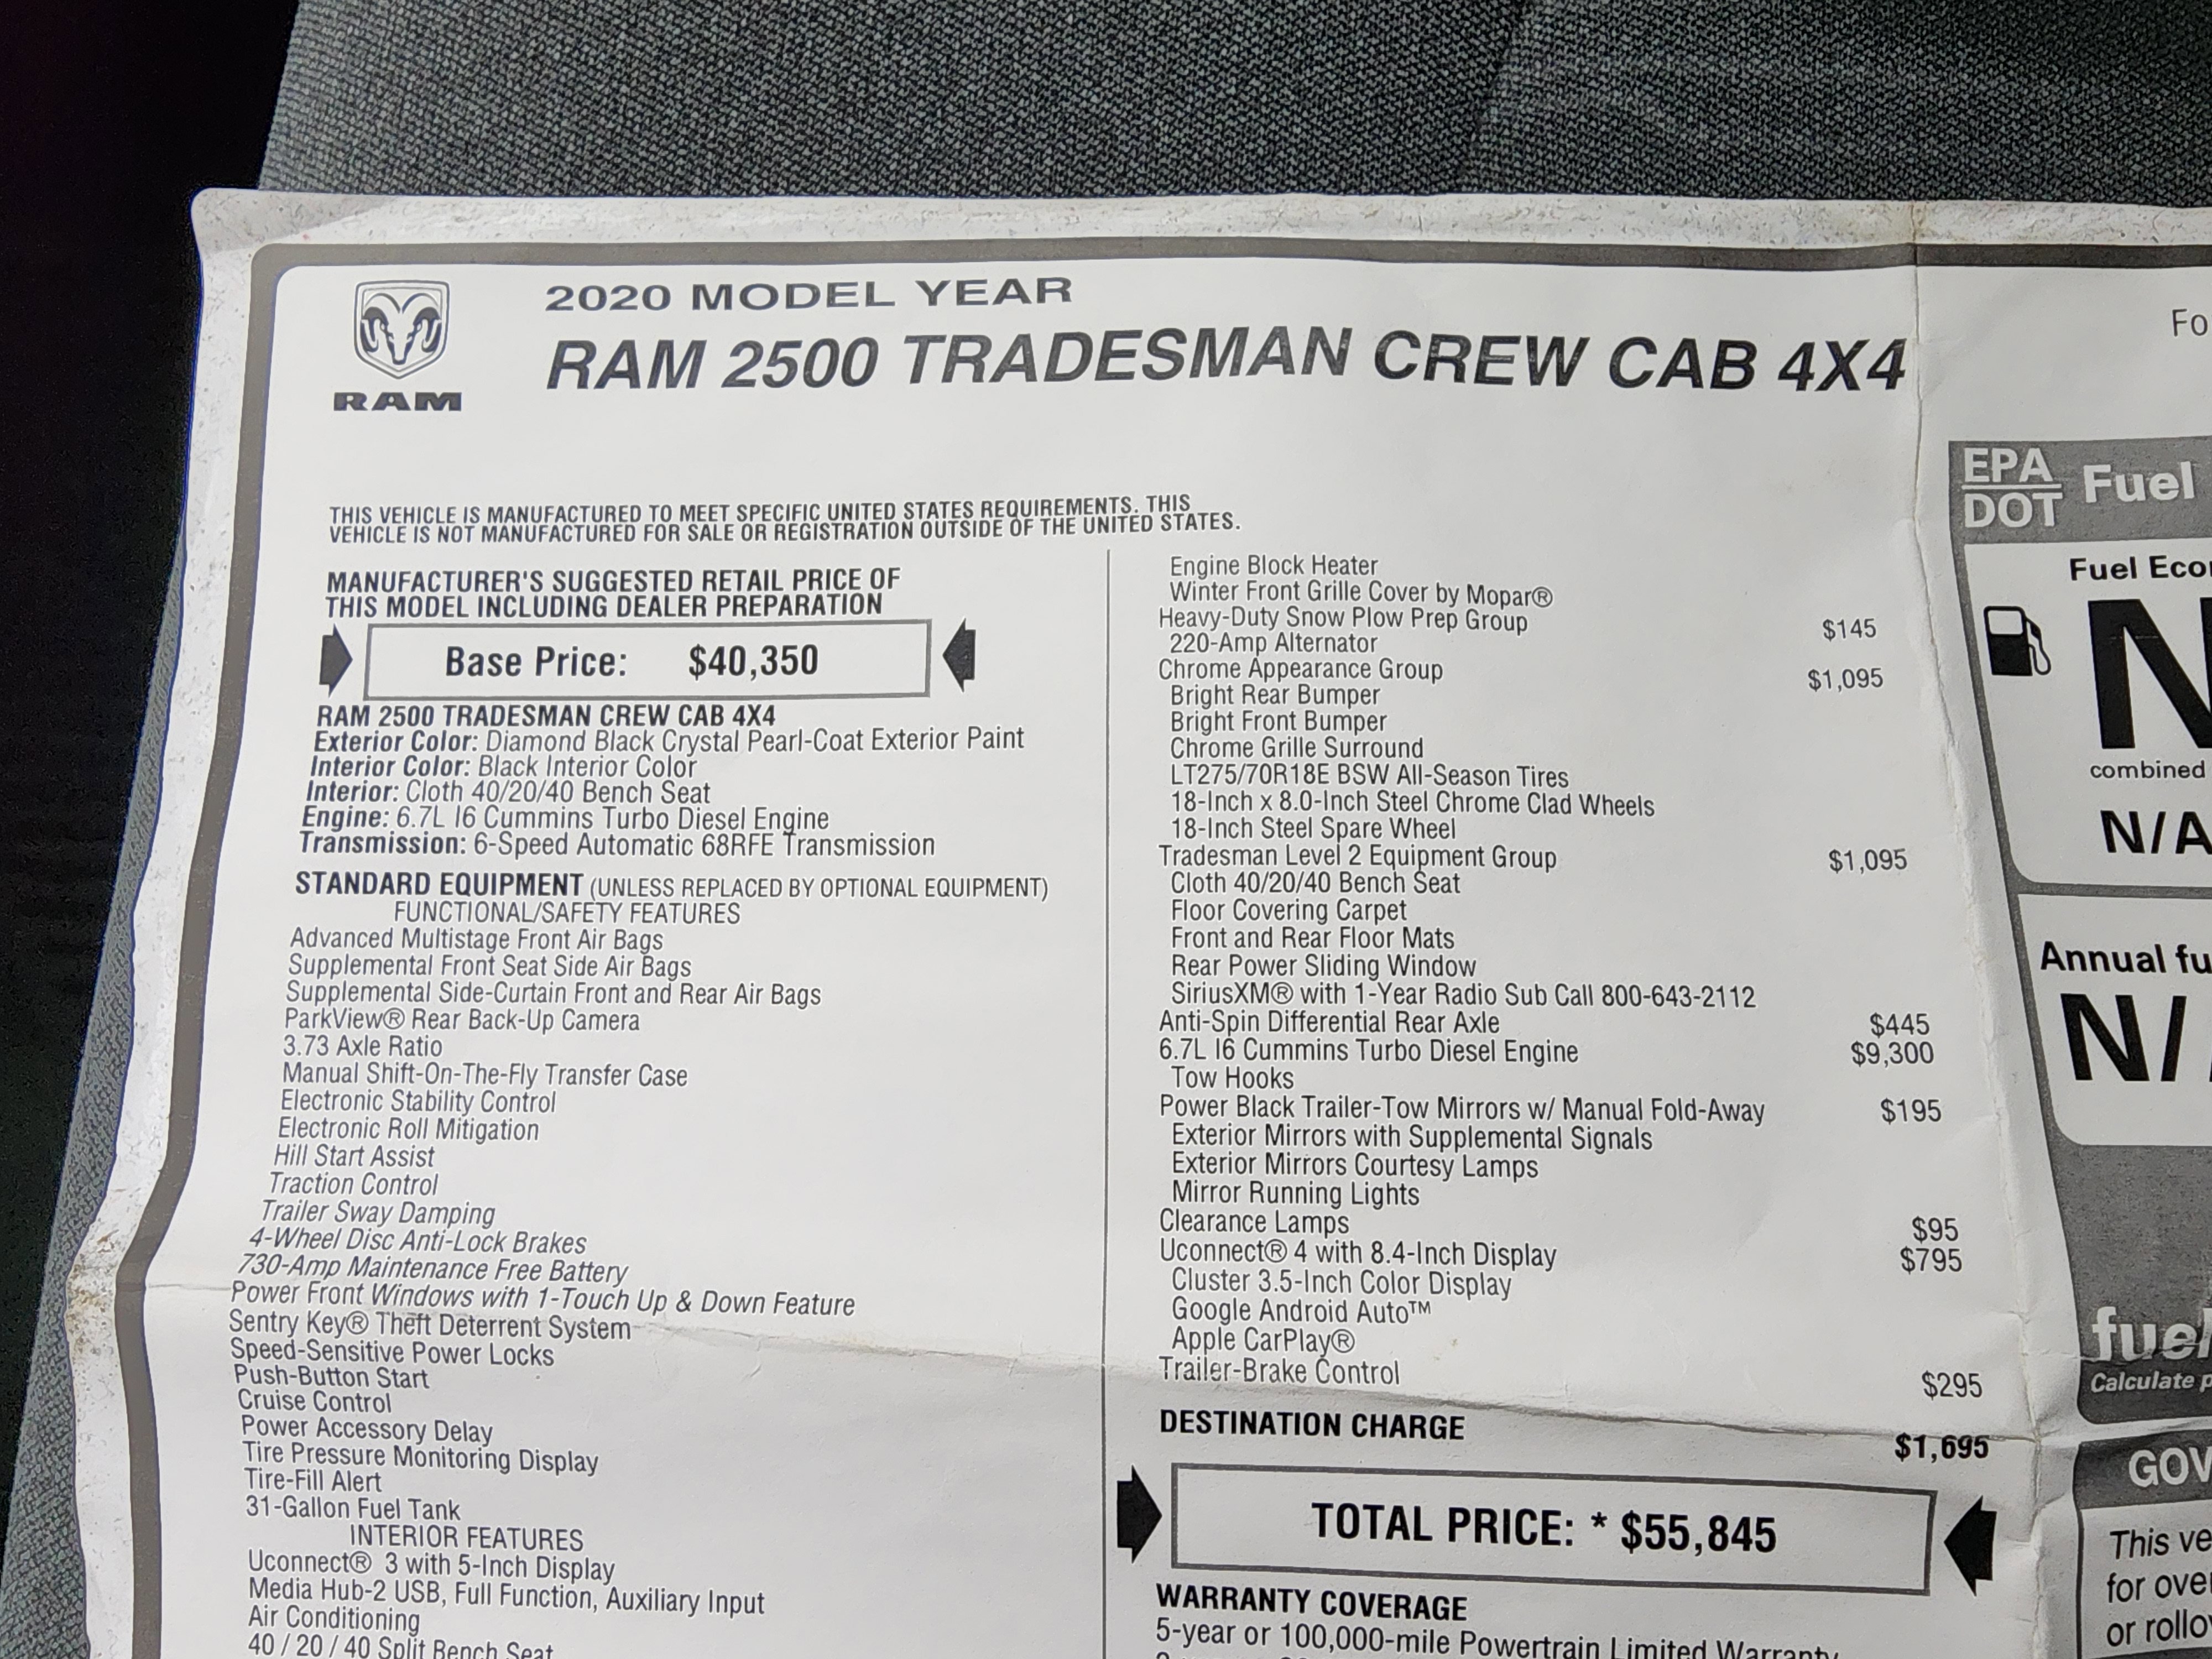 RAM
2020 MODEL YEAR
RAM 2500 TRADESMAN CREW CAB 4X4
THIS VEHICLE IS MANUFACTURED TO MEET SPECIFIC UNITED STATES REQUIREMENTS. THIS
VEHICLE IS NOT MANUFACTURED FOR SALE OR REGISTRATION OUTSIDE OF THE UNITED STATES.
MANUFACTURER'S SUGGESTED RETAIL PRICE OF
THIS MODEL INCLUDING DEALER PREPARATION
Base Price: $40,350
RAM 2500 TRADESMAN CREW CAB 4X4
Exterior Color: Diamond Black Crystal Pearl-Coat Exterior Paint
Interior Color: Black Interior Color
Interior: Cloth 40/20/40 Bench Seat
Engine: 6.7L I6 Cummins Turbo Diesel Engine
Transmission: 6-Speed Automatic 68RFE Transmission
STANDARD EQUIPMENT (UNLESS REPLACED BY OPTIONAL EQUIPMENT)
FUNCTIONAL/SAFETY FEATURES
Advanced Multistage Front Air Bags
Supplemental Front Seat Side Air Bags
Supplemental Side-Curtain Front and Rear Air Bags
ParkView® Rear Back-Up Camera
3.73 Axle Ratio
Manual Shift-On-The-Fly Transfer Case
Electronic Stability Control
Electronic Roll Mitigation
Hill Start Assist
Traction Control
Trailer Sway Damping
4-Wheel Disc Anti-Lock Brakes
730-Amp Maintenance Free Battery
Power Front Windows with 1-Touch Up & Down Feature
Sentry Key® Theft Deterrent System
Speed-Sensitive Power Locks
Push-Button Start
Cruise Control
Power Accessory Delay
Tire Pressure Monitoring Display
Tire-Fill Alert
31-Gallon Fuel Tank
INTERIOR FEATURES
Uconnect® 3 with 5-Inch Display
Media Hub-2 USB, Full Function, Auxiliary Input
Air Conditioning
40 / 20 / 40 Split Bench Seat
Engine Block Heater
Winter Front Grille Cover by Mopar®
Heavy-Duty Snow Plow Prep Group $145
220-Amp Alternator
Chrome Appearance Group $1,095
Bright Rear Bumper
Bright Front Bumper
Chrome Grille Surround
LT275/70R18E BSW All-Season Tires
18-Inch x 8.0-Inch Steel Chrome Clad Wheels
18-Inch Steel Spare Wheel
Tradesman Level 2 Equipment Group $1,095
Cloth 40/20/40 Bench Seat
Floor Covering Carpet
Front and Rear Floor Mats
Rear Power Sliding Window
SiriusXM® with 1-Year Radio Sub Call 800-643-2112
Anti-Spin Differential Rear Axle $445
6.7L I6 Cummins Turbo Diesel Engine $9,300
Tow Hooks
Power Black Trailer-Tow Mirrors w/ Manual Fold-Away $195
Exterior Mirrors with Supplemental Signals
Exterior Mirrors Courtesy Lamps
Mirror Running Lights
Clearance Lamps $95
Uconnect® 4 with 8.4-Inch Display $795
Cluster 3.5-Inch Color Display
Google Android Auto™
Apple CarPlay®
Trailer-Brake Control $295
DESTINATION CHARGE $1,695
TOTAL PRICE: * $55,845
WARRANTY COVERAGE
5-year or 100,000-mile Powertrain Limited Warranty
Fo
EPA
DOT
Fuel
Fuel Econ
N
combined
N/A
Annual fu
N/
fuel
Calculate p
GOV
This ve
for over
or rollo